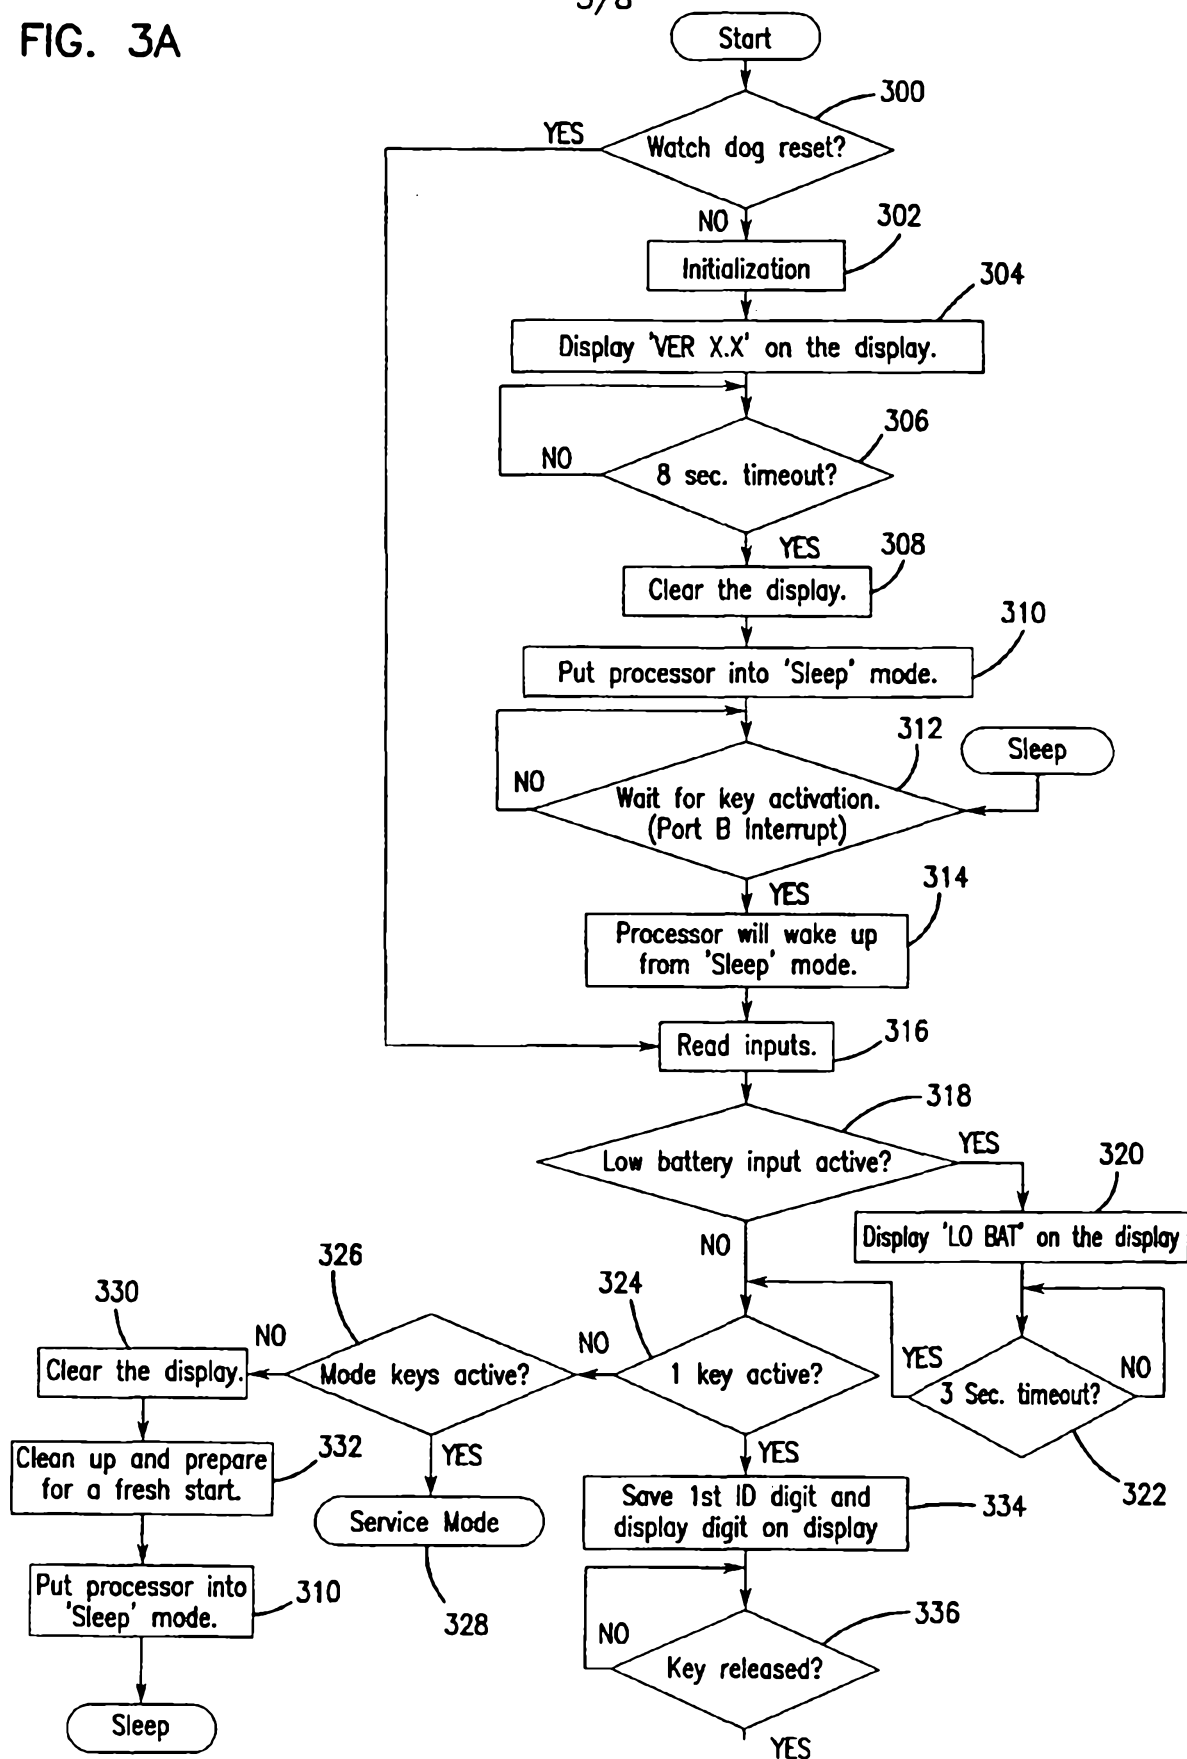 3/8
FIG. 3A
Start
300
YES
Watch dog reset?
NO
302
Initialization
304
Display 'VER X.X' on the display.
306
NO
8 sec. timeout?
YES
308
Clear the display.
310
Put processor into 'Sleep' mode.
312
Sleep
NO
Wait for key activation.
(Port B Interrupt)
YES
314
Processor will wake up
from 'Sleep' mode.
316
Read inputs.
318
YES
Low battery input active?
320
NO
Display 'LO BAT' on the display
326
324
330
NO
NO
YES
NO
Clear the display.
Mode keys active?
1 key active?
3 Sec. timeout?
332
YES
YES
322
Clean up and prepare
for a fresh start.
Service Mode
328
Save 1st ID digit and
display digit on display
334
Put processor into
'Sleep' mode.
310
336
NO
Key released?
Sleep
YES